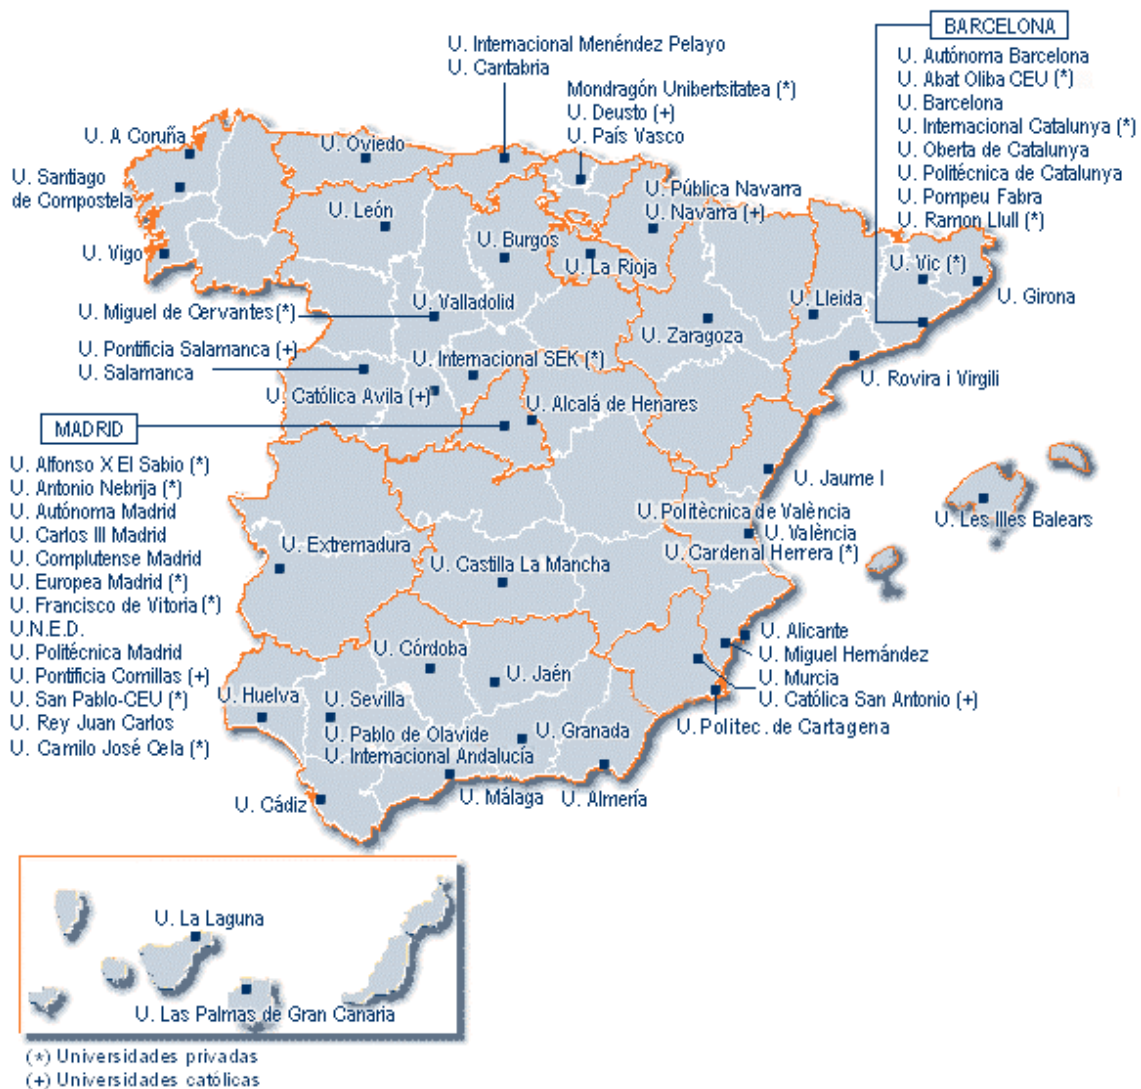 BARCELONA
U. Autónoma Barcelona
U. Abat Oliba CEU (*)
U. Barcelona
U. Internacional Catalunya (*)
U. Oberta de Catalunya
U. Politécnica de Catalunya
U. Pompeu Fabra
U. Ramon Llull (*)
U. Internacional Menéndez Pelayo
U. Cantabria
Mondragón Unibertsitatea (*)
U. Deusto (+)
U. País Vasco
U. A Coruña
U. Oviedo
U. Santiago
de Compostela
U. Pública Navarra
U. Navarra (+)
U. León
U. Vigo
U. Burgos
U. La Rioja
U. Vic (*)
U. Girona
U. Miguel de Cervantes (*)
U. Valladolid
U. Zaragoza
U. Lleida
U. Pontificia Salamanca (+)
U. Salamanca
U. Internacional SEK (*)
U. Rovira i Virgili
U. Católica Avila (+)
U. Alcalá de Henares
MADRID
U. Alfonso X El Sabio (*)
U. Antonio Nebrija (*)
U. Autónoma Madrid
U. Carlos III Madrid
U. Complutense Madrid
U. Europea Madrid (*)
U. Francisco de Vitoria (*)
U.N.E.D.
U. Politécnica Madrid
U. Pontificia Comillas (+)
U. San Pablo-CEU (*)
U. Rey Juan Carlos
U. Camilo José Cela (*)
U. Jaume I
U. Politècnica de València
U. València
U. Cardenal Herrera (*)
U. Les Illes Balears
U. Extremadura
U. Castilla La Mancha
U. Alicante
U. Miguel Hernández
U. Murcia
U. Católica San Antonio (+)
U. Politec. de Cartagena
U. Córdoba
U. Jaén
U. Huelva
U. Sevilla
U. Pablo de Olavide
U. Internacional Andalucía
U. Granada
U. Cádiz
U. Málaga
U. Almería
U. La Laguna
U. Las Palmas de Gran Canaria
(*) Universidades privadas
(+) Universidades católicas